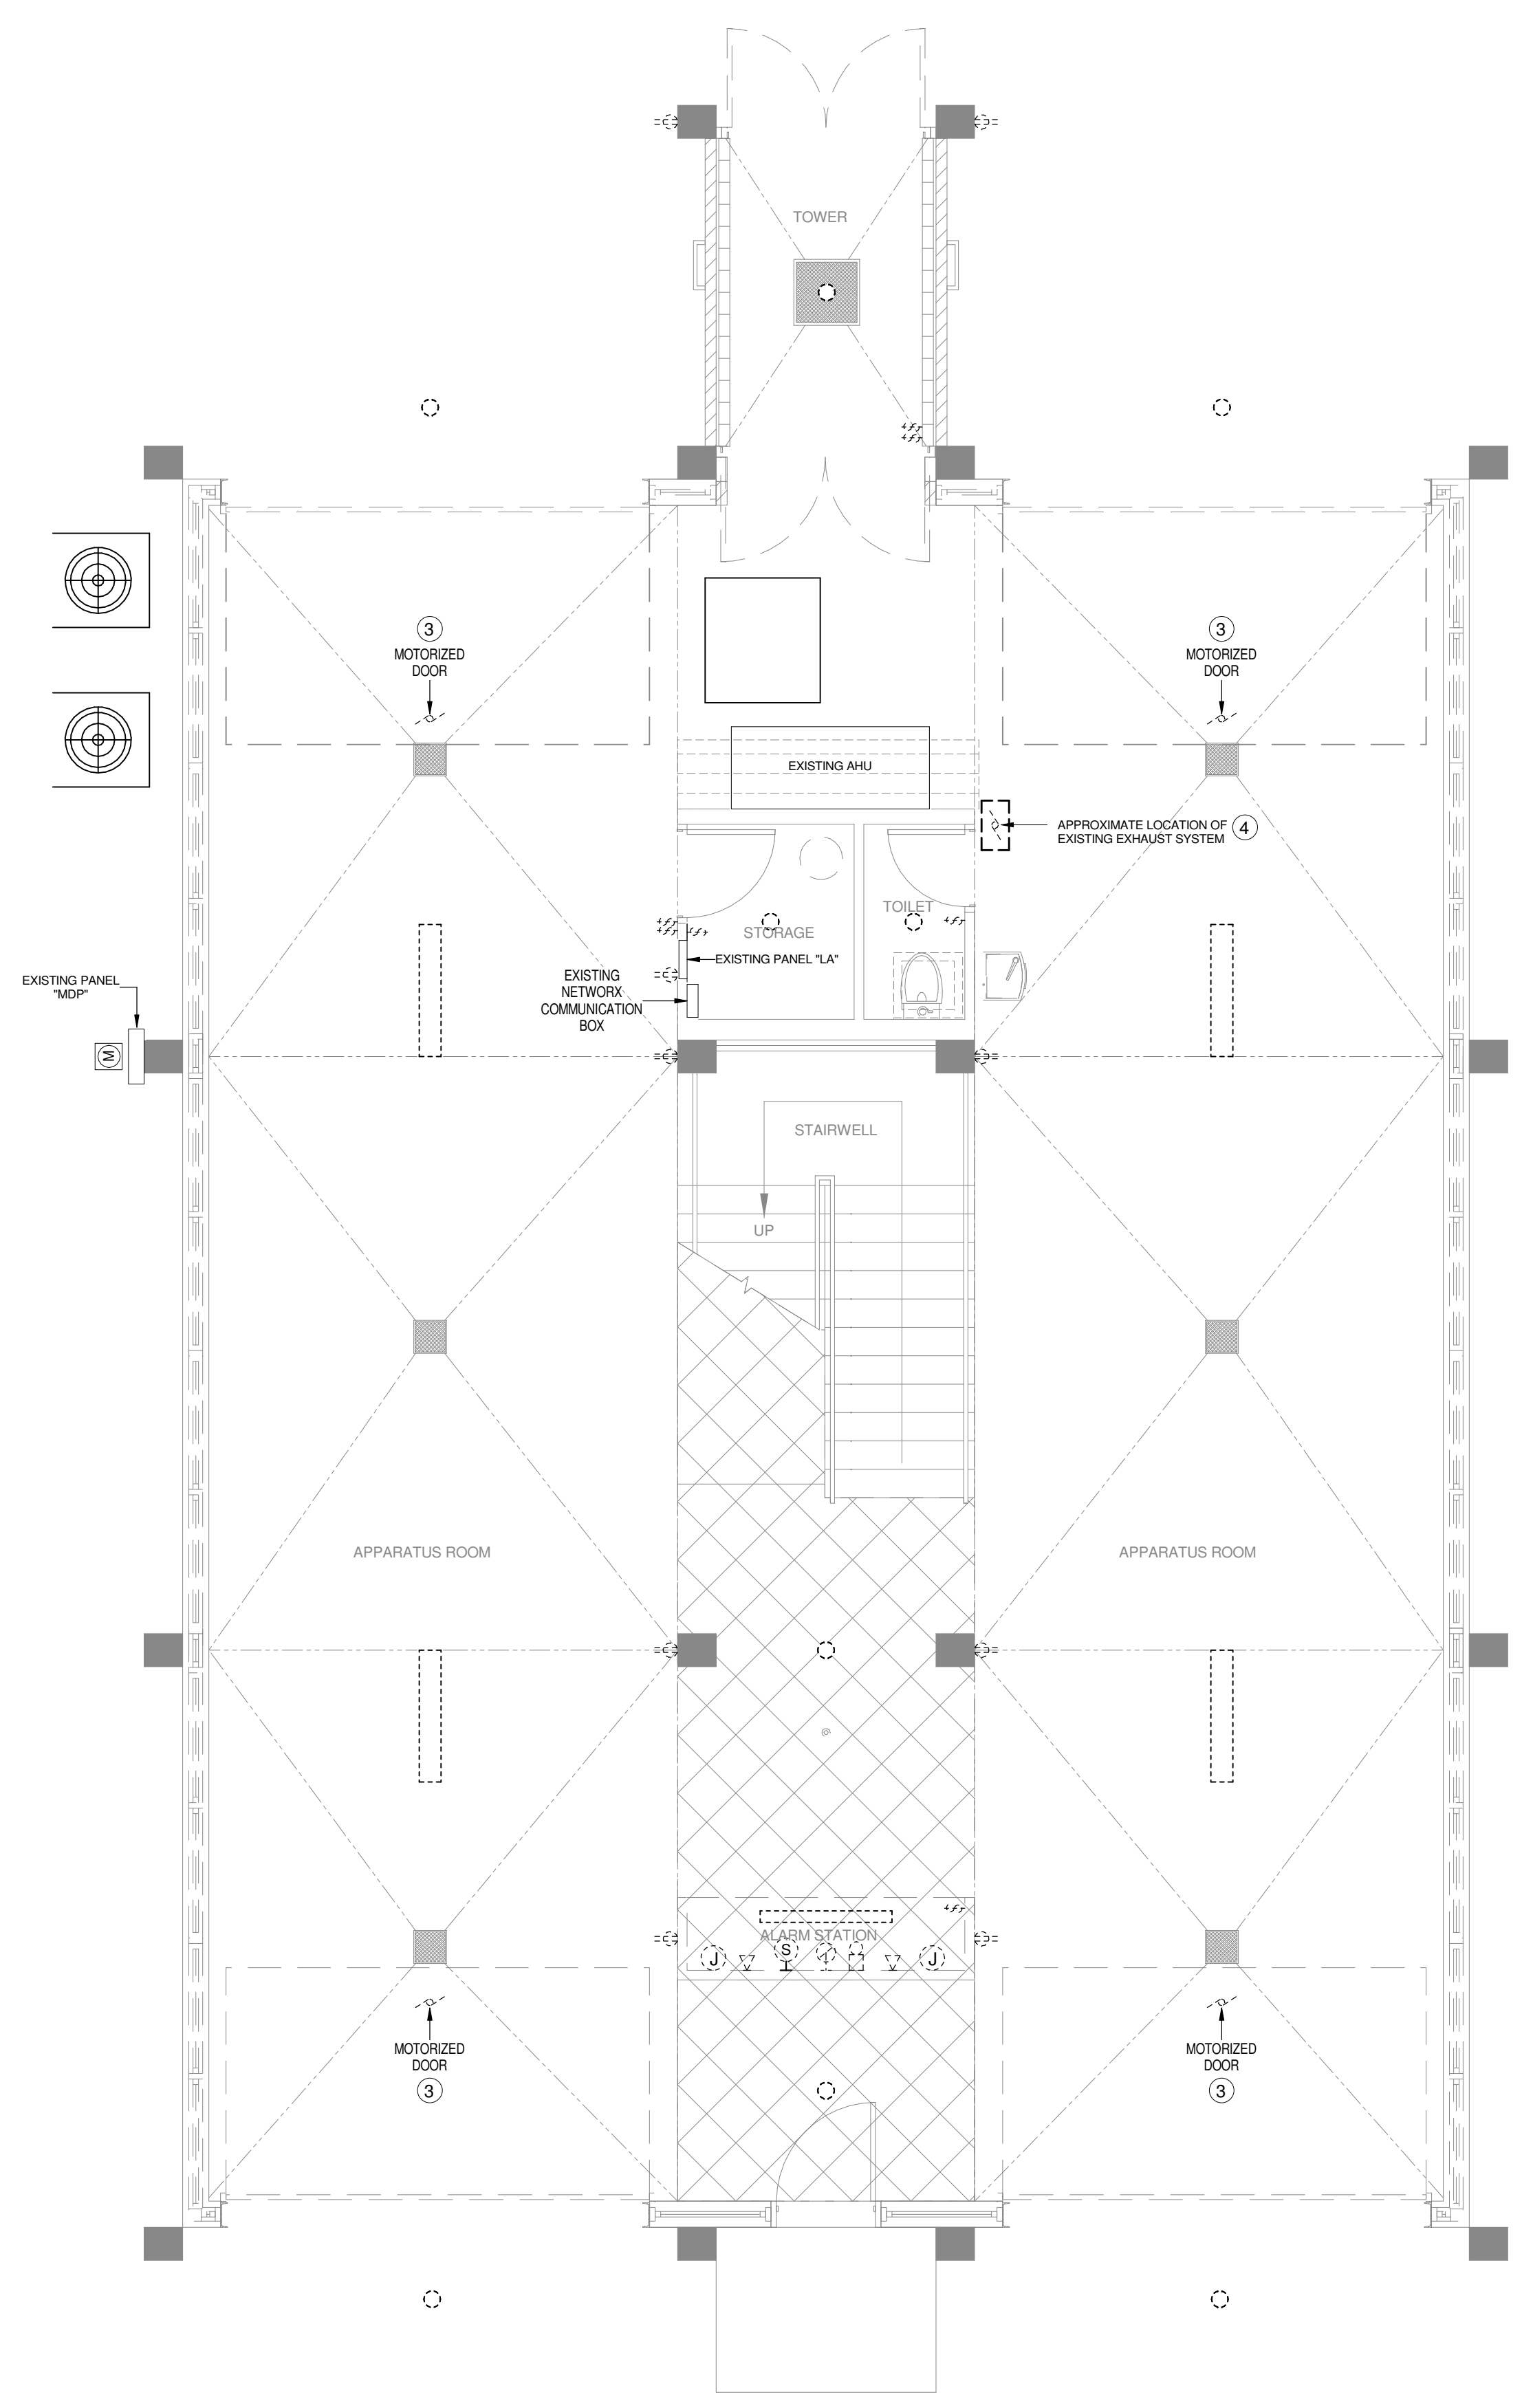 TOWER
3
MOTORIZED
DOOR
3
MOTORIZED
DOOR
EXISTING AHU
APPROXIMATE LOCATION OF
EXISTING EXHAUST SYSTEM
4
TOILET
STORAGE
EXISTING PANEL "LA"
EXISTING
NETWORX
COMMUNICATION
BOX
EXISTING PANEL
"MDP"
M
STAIRWELL
UP
APPARATUS ROOM
APPARATUS ROOM
ALARM STATION
J
S
J
MOTORIZED
DOOR
3
MOTORIZED
DOOR
3